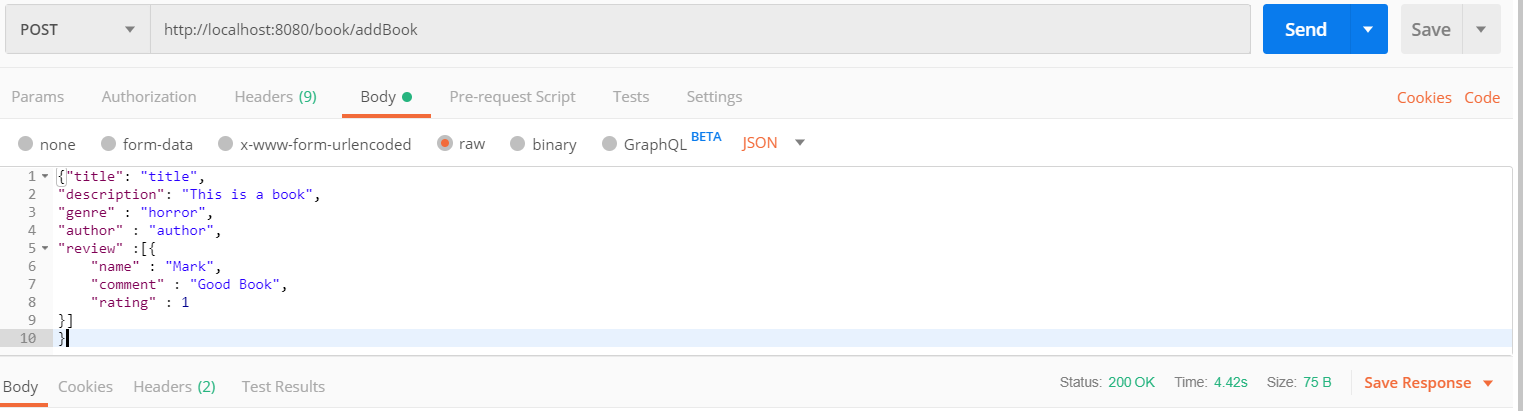 POST http://localhost:8080/book/addBook Send Save
Params Authorization Headers (9) Body Pre-request Script Tests Settings Cookies Code
none form-data x-www-form-urlencoded raw binary GraphQL BETA JSON
1 {"title": "title",
2 "description": "This is a book",
3 "genre" : "horror",
4 "author" : "author",
5 "review" :[{
6 "name" : "Mark",
7 "comment" : "Good Book",
8 "rating" : 1
9 }]
10 }
Body Cookies Headers (2) Test Results Status: 200 OK Time: 4.42s Size: 75 B Save Response